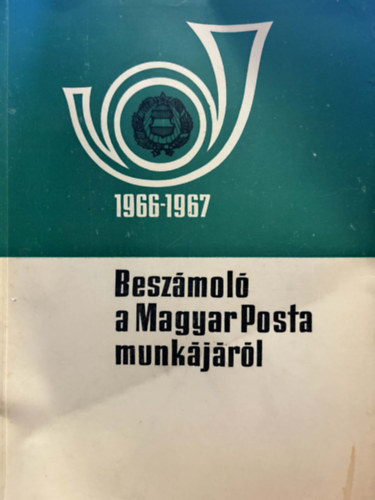 1966-1967
Beszámoló
a Magyar Posta
munkájáról